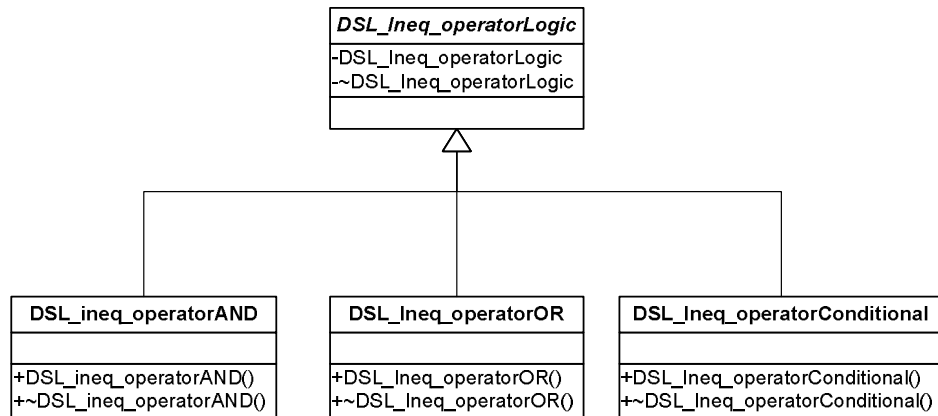 DSL_Ineq_operatorLogic
-DSL_Ineq_operatorLogic
-~DSL_Ineq_operatorLogic
DSL_ineq_operatorAND
+DSL_ineq_operatorAND()
+~DSL_ineq_operatorAND()
DSL_Ineq_operatorOR
+DSL_Ineq_operatorOR()
+~DSL_Ineq_operatorOR()
DSL_Ineq_operatorConditional
+DSL_Ineq_operatorConditional()
+~DSL_Ineq_operatorConditional()